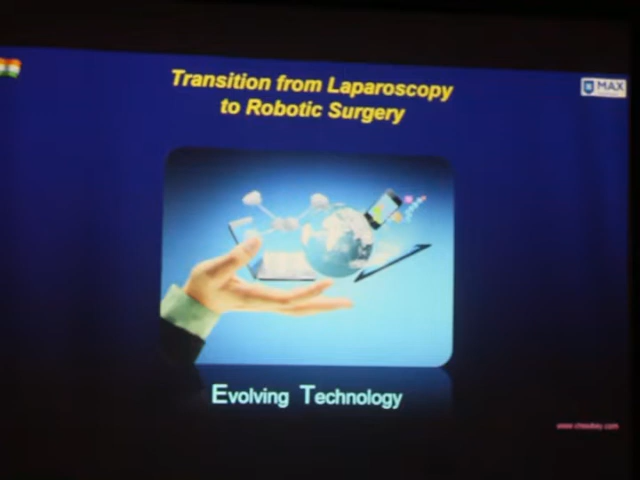 Transition from Laparoscopy
to Robotic Surgery
MAX
Evolving Technology